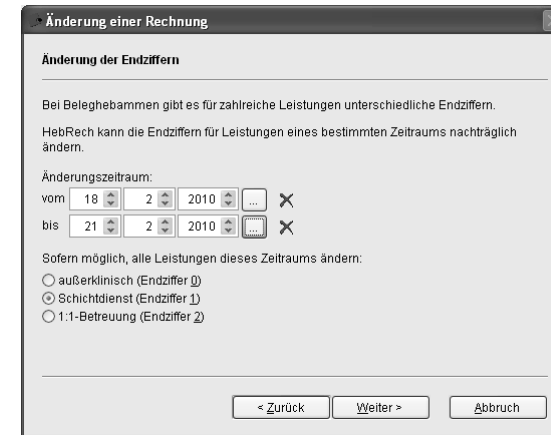 Änderung einer Rechnung
Änderung der Endziffern
Bei Beleghebammen gibt es für zahlreiche Leistungen unterschiedliche Endziffern.
HebRech kann die Endziffern für Leistungen eines bestimmten Zeitraums nachträglich
ändern.
Änderungszeitraum:
vom 18 2 2010 ...
bis 21 2 2010 ...
Sofern möglich, alle Leistungen dieses Zeitraums ändern:
außerklinisch (Endziffer 0)
Schichtdienst (Endziffer 1)
1:1-Betreuung (Endziffer 2)
< Zurück Weiter > Abbruch